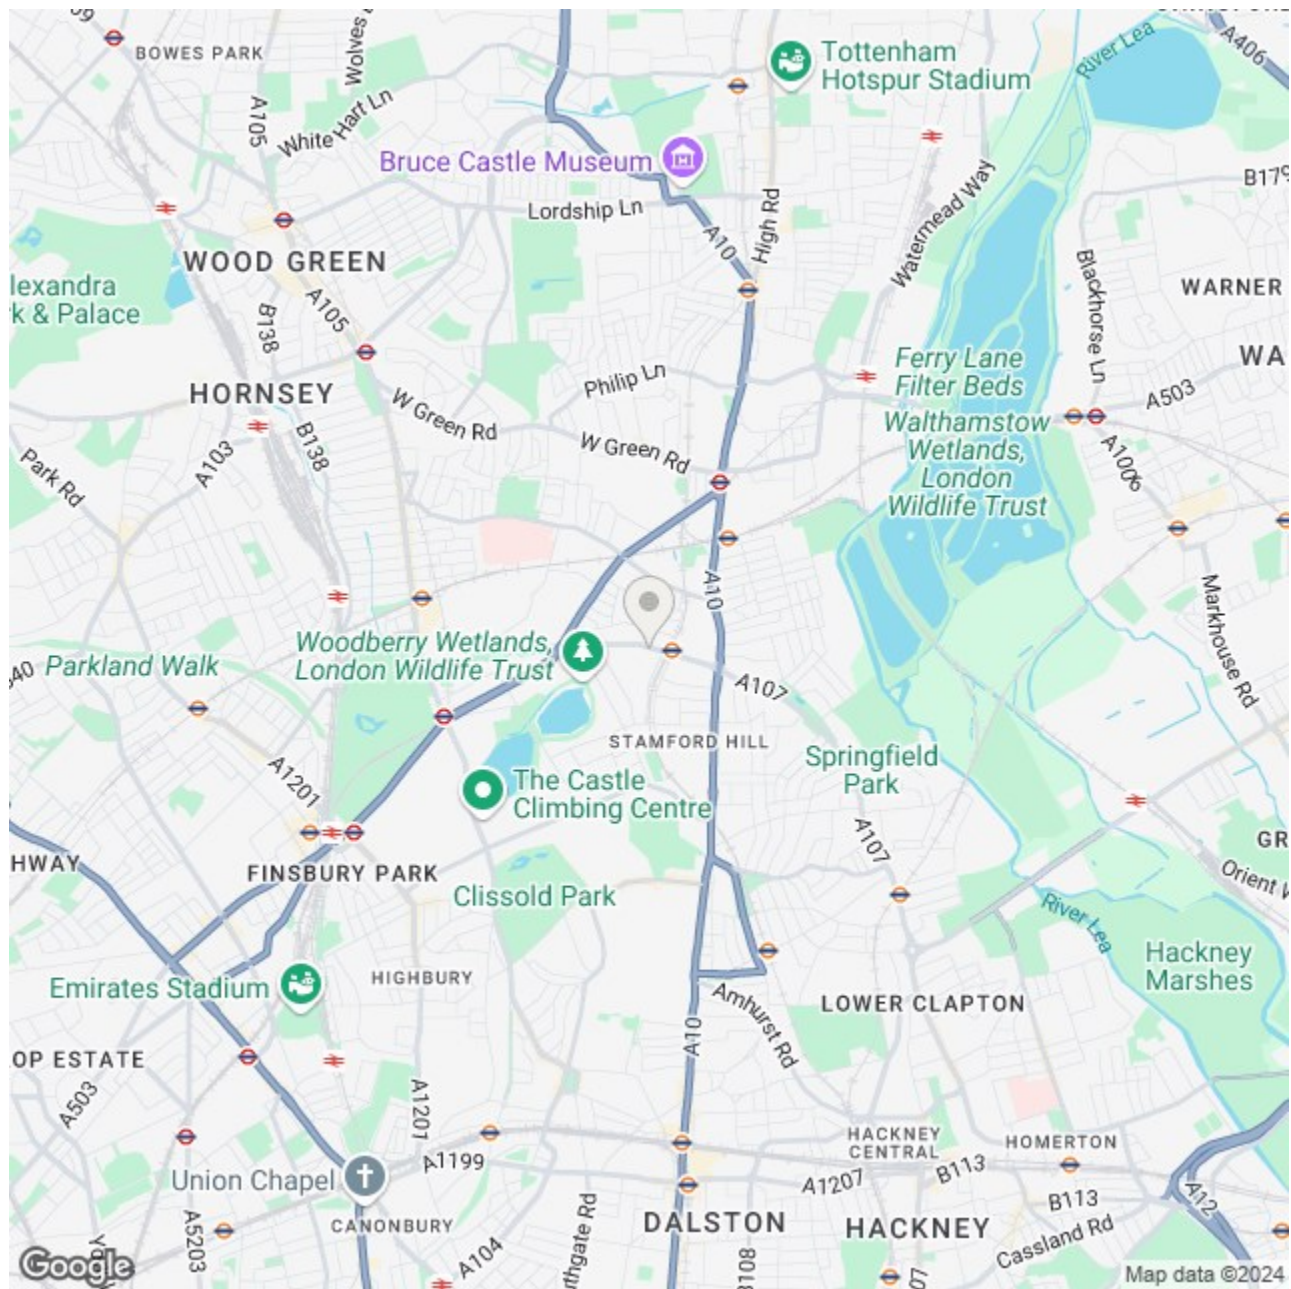 BOWES PARK
Wolves
A105
White Hart Ln
Tottenham
Hotspur Stadium
River Lea
A406
Bruce Castle Museum
Lordship Ln
A10
High Rd
Watermead Way
B179
WOOD GREEN
lexandra
k & Palace
B138
A105
Blackhorse Ln
WARNER
WA
HORNSEY
Philip Ln
Ferry Lane
Filter Beds
A503
W Green Rd
W Green Rd
Walthamstow
Wetlands,
London
Wildlife Trust
A1006
Park Rd
A103
B138
A10
Markhouse Rd
Parkland Walk
Woodberry Wetlands,
London Wildlife Trust
A107
STAMFORD HILL
Springfield
Park
A1201
The Castle
Climbing Centre
A107
HWAY
FINSBURY PARK
Clissold Park
GR
Orient
River Lea
Hackney
Marshes
Emirates Stadium
HIGHBURY
Amhurst Rd
LOWER CLAPTON
A10
OP ESTATE
A503
A1201
A1199
HACKNEY
CENTRAL
HOMERTON
Union Chapel
A1207
B113
B113
A12
CANONBURY
A5203
A104
thgate Rd
DALSTON
B108
HACKNEY
Cassland Rd
Google
Map data ©2024